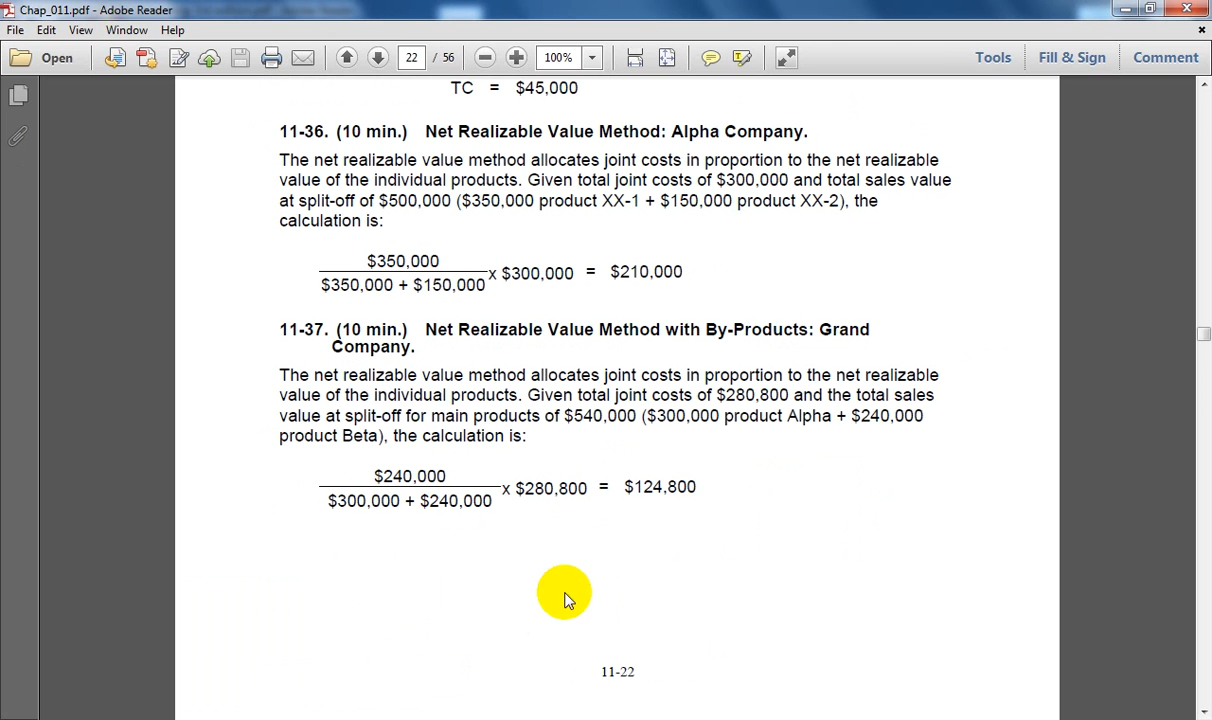 Chap_011.pdf - Adobe Reader
File Edit View Window Help
Open 22 / 56 100% Tools Fill & Sign Comment
TC = $45,000
11-36. (10 min.) Net Realizable Value Method: Alpha Company.
The net realizable value method allocates joint costs in proportion to the net realizable
value of the individual products. Given total joint costs of $300,000 and total sales value
at split-off of $500,000 ($350,000 product XX-1 + $150,000 product XX-2), the
calculation is:
$350,000
$350,000 + $150,000 x $300,000 = $210,000
11-37. (10 min.) Net Realizable Value Method with By-Products: Grand
Company.
The net realizable value method allocates joint costs in proportion to the net realizable
value of the individual products. Given total joint costs of $280,800 and the total sales
value at split-off for main products of $540,000 ($300,000 product Alpha + $240,000
product Beta), the calculation is:
$240,000
$300,000 + $240,000 x $280,800 = $124,800
11-22